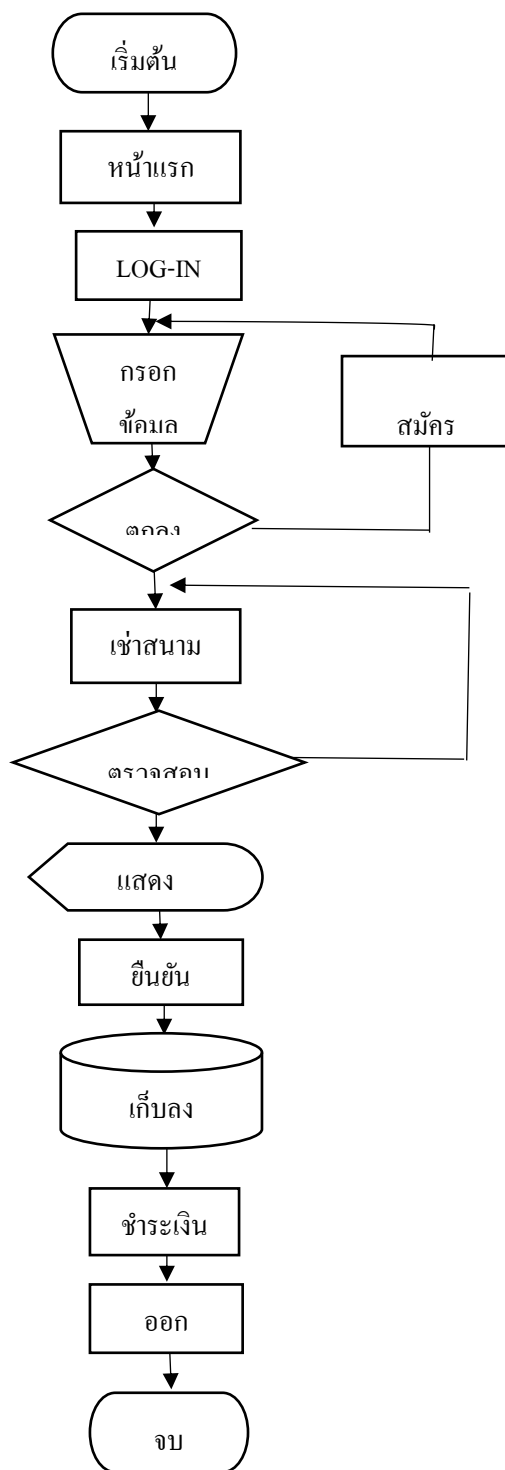 เริ่มต้น
หน้าแรก
LOG-IN
กรอก
ข้อมูล
สมัคร
ตกลง
เช่าสนาม
ตรวจสอบ
แสดง
ยืนยัน
เก็บลง
ชำระเงิน
ออก
จบ